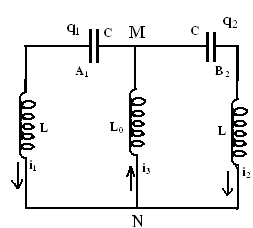 q₁ C M C q₂
A₁ B₂
L L₀ L
i₁ i₃ i₂
N